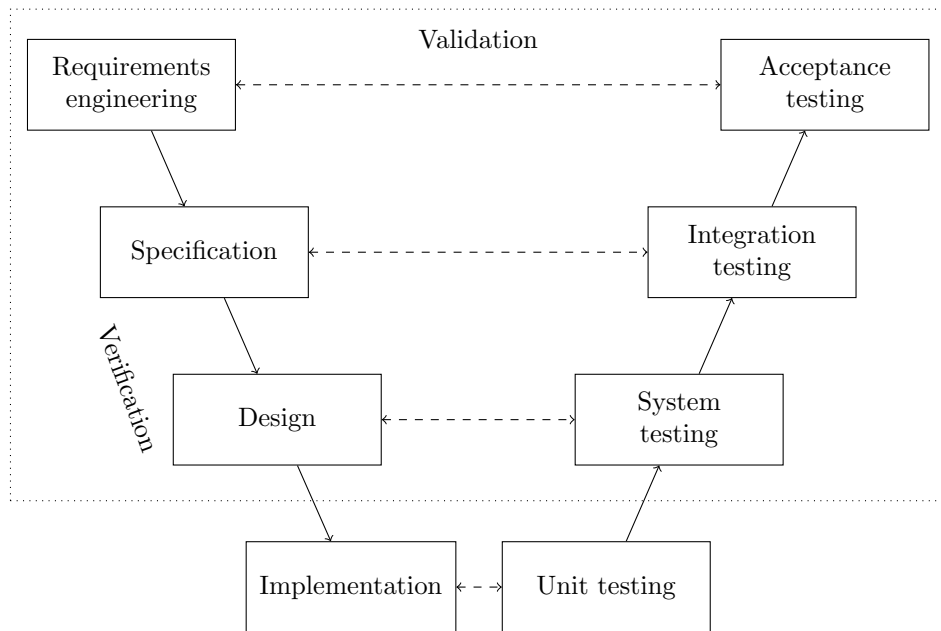 Validation
Requirements
engineering
Acceptance
testing
Specification
Integration
testing
Verification
Design
System
testing
Implementation
Unit testing